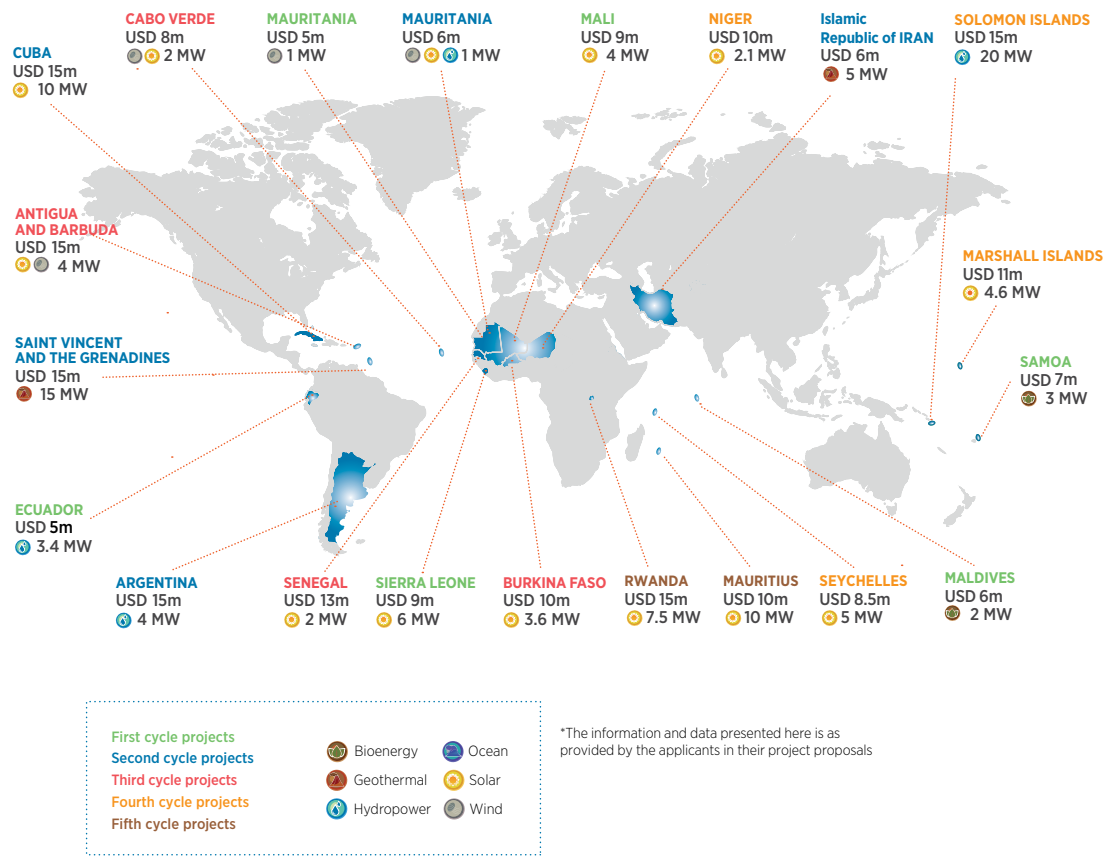 CABO VERDE
USD 8m
2 MW
MAURITANIA
USD 5m
1 MW
MAURITANIA
USD 6m
1 MW
MALI
USD 9m
4 MW
NIGER
USD 10m
2.1 MW
Islamic
Republic of IRAN
USD 6m
5 MW
SOLOMON ISLANDS
USD 15m
20 MW
CUBA
USD 15m
10 MW
ANTIGUA
AND BARBUDA
USD 15m
4 MW
MARSHALL ISLANDS
USD 11m
4.6 MW
SAINT VINCENT
AND THE GRENADINES
USD 15m
15 MW
SAMOA
USD 7m
3 MW
ECUADOR
USD 5m
3.4 MW
ARGENTINA
USD 15m
4 MW
SENEGAL
USD 13m
2 MW
SIERRA LEONE
USD 9m
6 MW
BURKINA FASO
USD 10m
3.6 MW
RWANDA
USD 15m
7.5 MW
MAURITIUS
USD 10m
10 MW
SEYCHELLES
USD 8.5m
5 MW
MALDIVES
USD 6m
2 MW
First cycle projects
Second cycle projects
Third cycle projects
Fourth cycle projects
Fifth cycle projects
Bioenergy
Geothermal
Hydropower
Ocean
Solar
Wind
*The information and data presented here is as
provided by the applicants in their project proposals